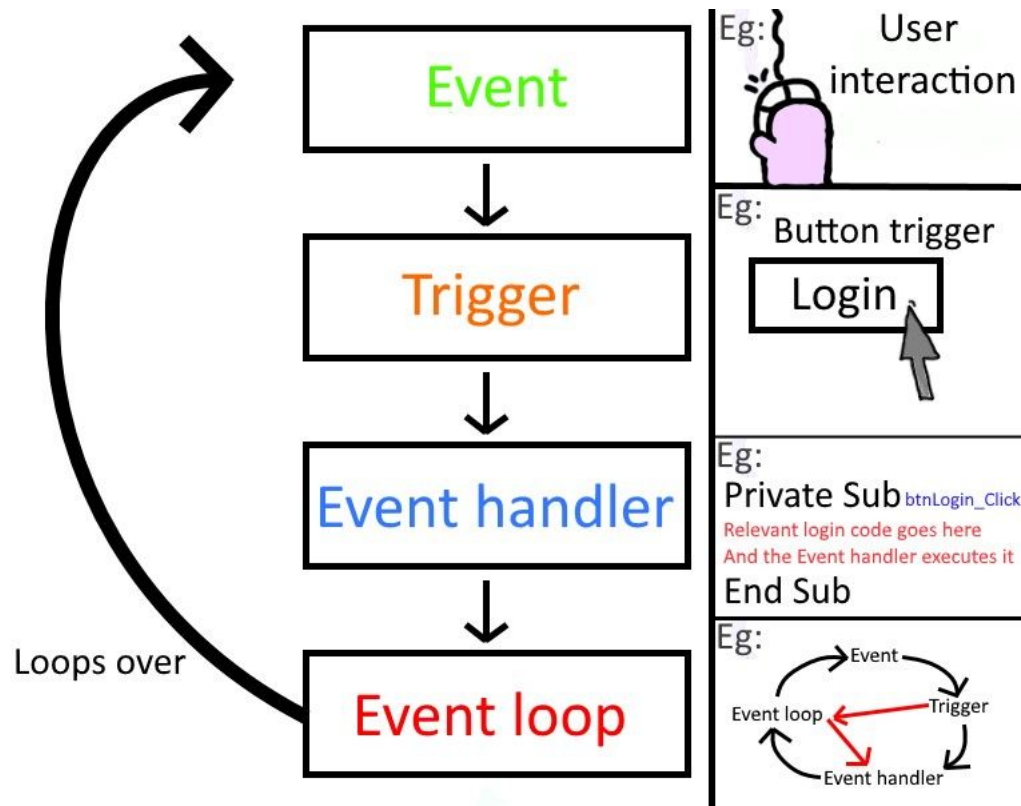 Event
Trigger
Event handler
Event loop
Loops over
Eg:
User
interaction
Eg:
Button trigger
Login
Eg:
Private Sub btnLogin_Click
Relevant login code goes here
And the Event handler executes it
End Sub
Eg:
Event
Trigger
Event loop
Event handler